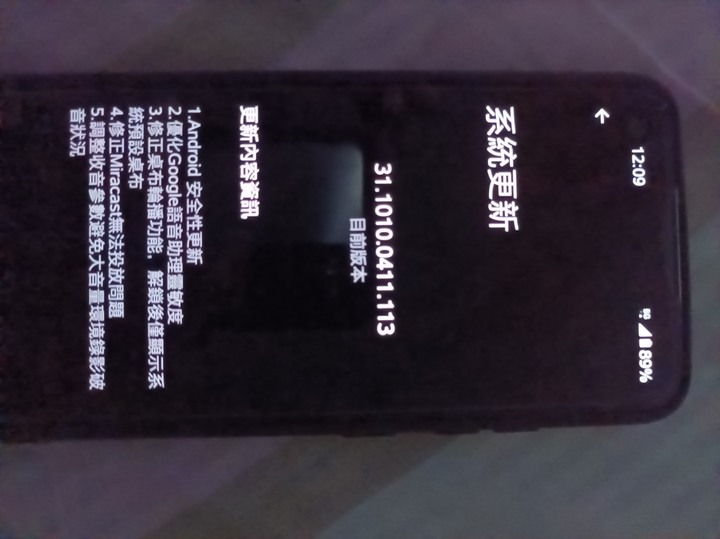 12:09
5G 89%
←
系統更新
31.1010.0411.113
目前版本
更新內容資訊
1.Android 安全性更新
2.優化Google語音助理靈敏度
3.修正桌布輪播功能，解鎖後僅顯示系
統預設桌布
4.修正Miracast無法投放問題
5.調整收音參數避免大音量環境錄影破
音狀況